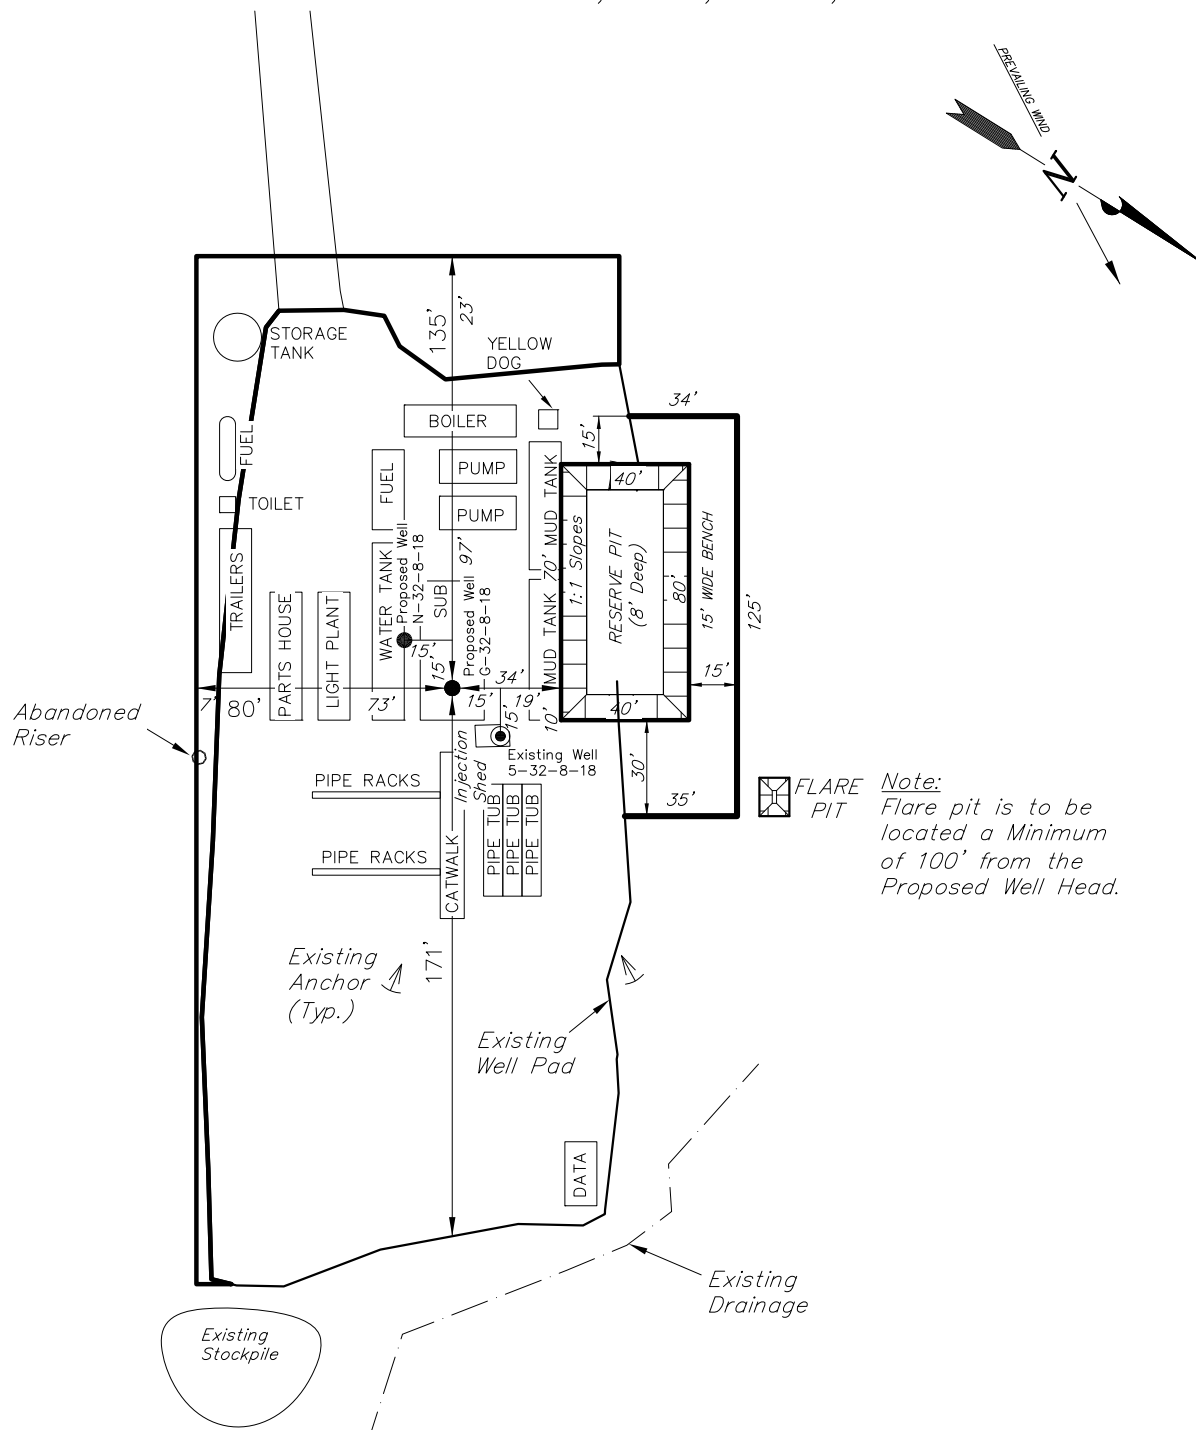 PREVAILING WIND
N
135'
23'
STORAGE
TANK
YELLOW
DOG
34'
BOILER
15'
FUEL
FUEL
PUMP
MUD TANK
40'
TOILET
PUMP
1:1 Slopes
RESERVE PIT
(8' Deep)
80'
15' WIDE BENCH
125'
TRAILERS
PARTS HOUSE
LIGHT PLANT
WATER TANK
Proposed Well
N-32-8-18
97'
SUB
70'
MUD TANK
Proposed Well
G-32-8-18
15'
15'
34'
15'
7'
80'
73'
15'
19'
10'
40'
Abandoned
Riser
15'
Existing Well
5-32-8-18
Injection
Shed
30'
PIPE RACKS
35'
FLARE
PIT
Note:
Flare pit is to be
located a Minimum
of 100' from the
Proposed Well Head.
PIPE TUB
PIPE TUB
PIPE TUB
PIPE RACKS
CATWALK
171'
Existing
Anchor
(Typ.)
Existing
Well Pad
DATA
Existing
Drainage
Existing
Stockpile